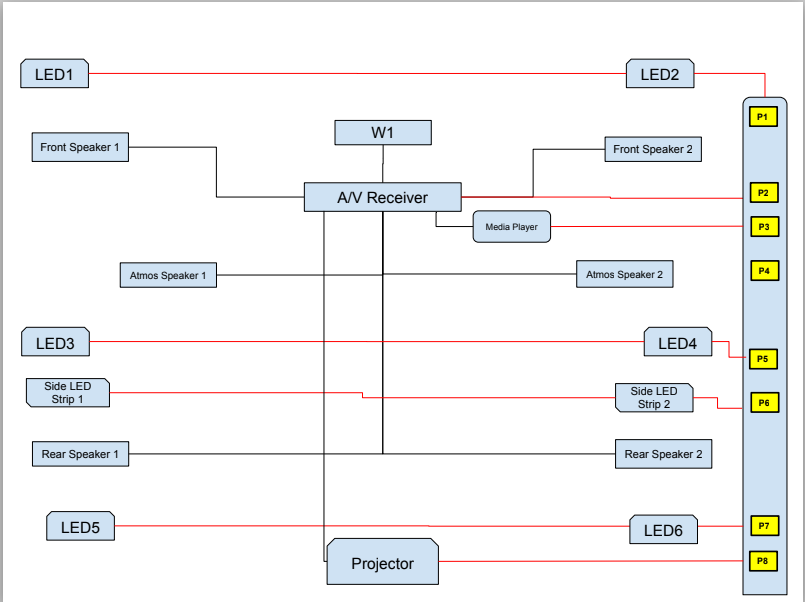 LED1
LED2
P1
W1
Front Speaker 1
Front Speaker 2
A/V Receiver
P2
Media Player
P3
Atmos Speaker 1
Atmos Speaker 2
P4
LED3
LED4
P5
Side LED
Strip 1
Side LED
Strip 2
P6
Rear Speaker 1
Rear Speaker 2
LED5
LED6
P7
Projector
P8